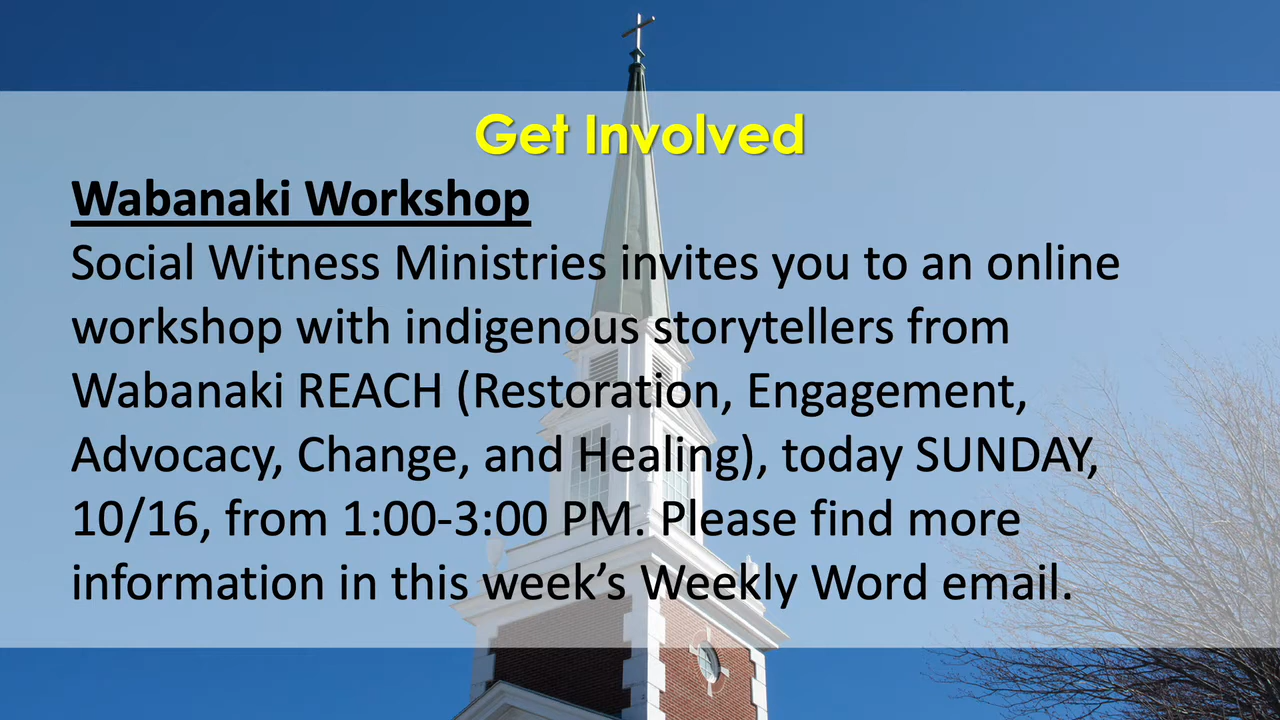 Get Involved
Wabanaki Workshop
Social Witness Ministries invites you to an online
workshop with indigenous storytellers from
Wabanaki REACH (Restoration, Engagement,
Advocacy, Change, and Healing), today SUNDAY,
10/16, from 1:00-3:00 PM. Please find more
information in this week’s Weekly Word email.